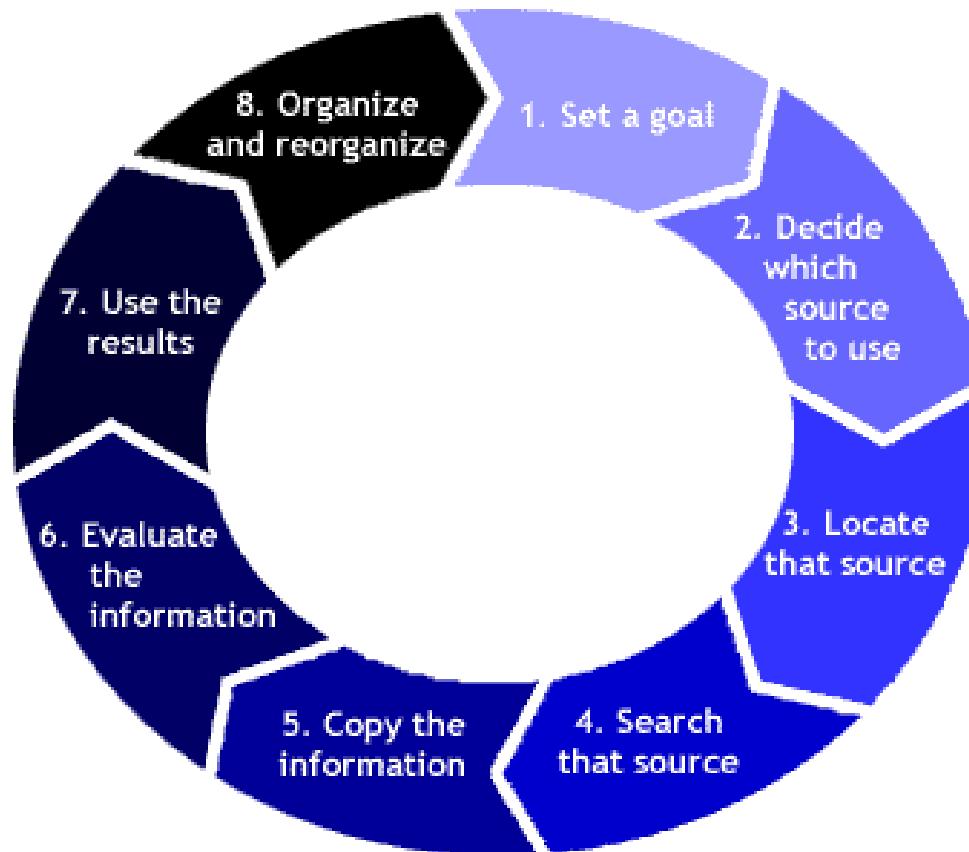 1. Set a goal
2. Decide
which
source
to use
3. Locate
that source
4. Search
that source
5. Copy the
information
6. Evaluate
the
information
7. Use the
results
8. Organize
and reorganize